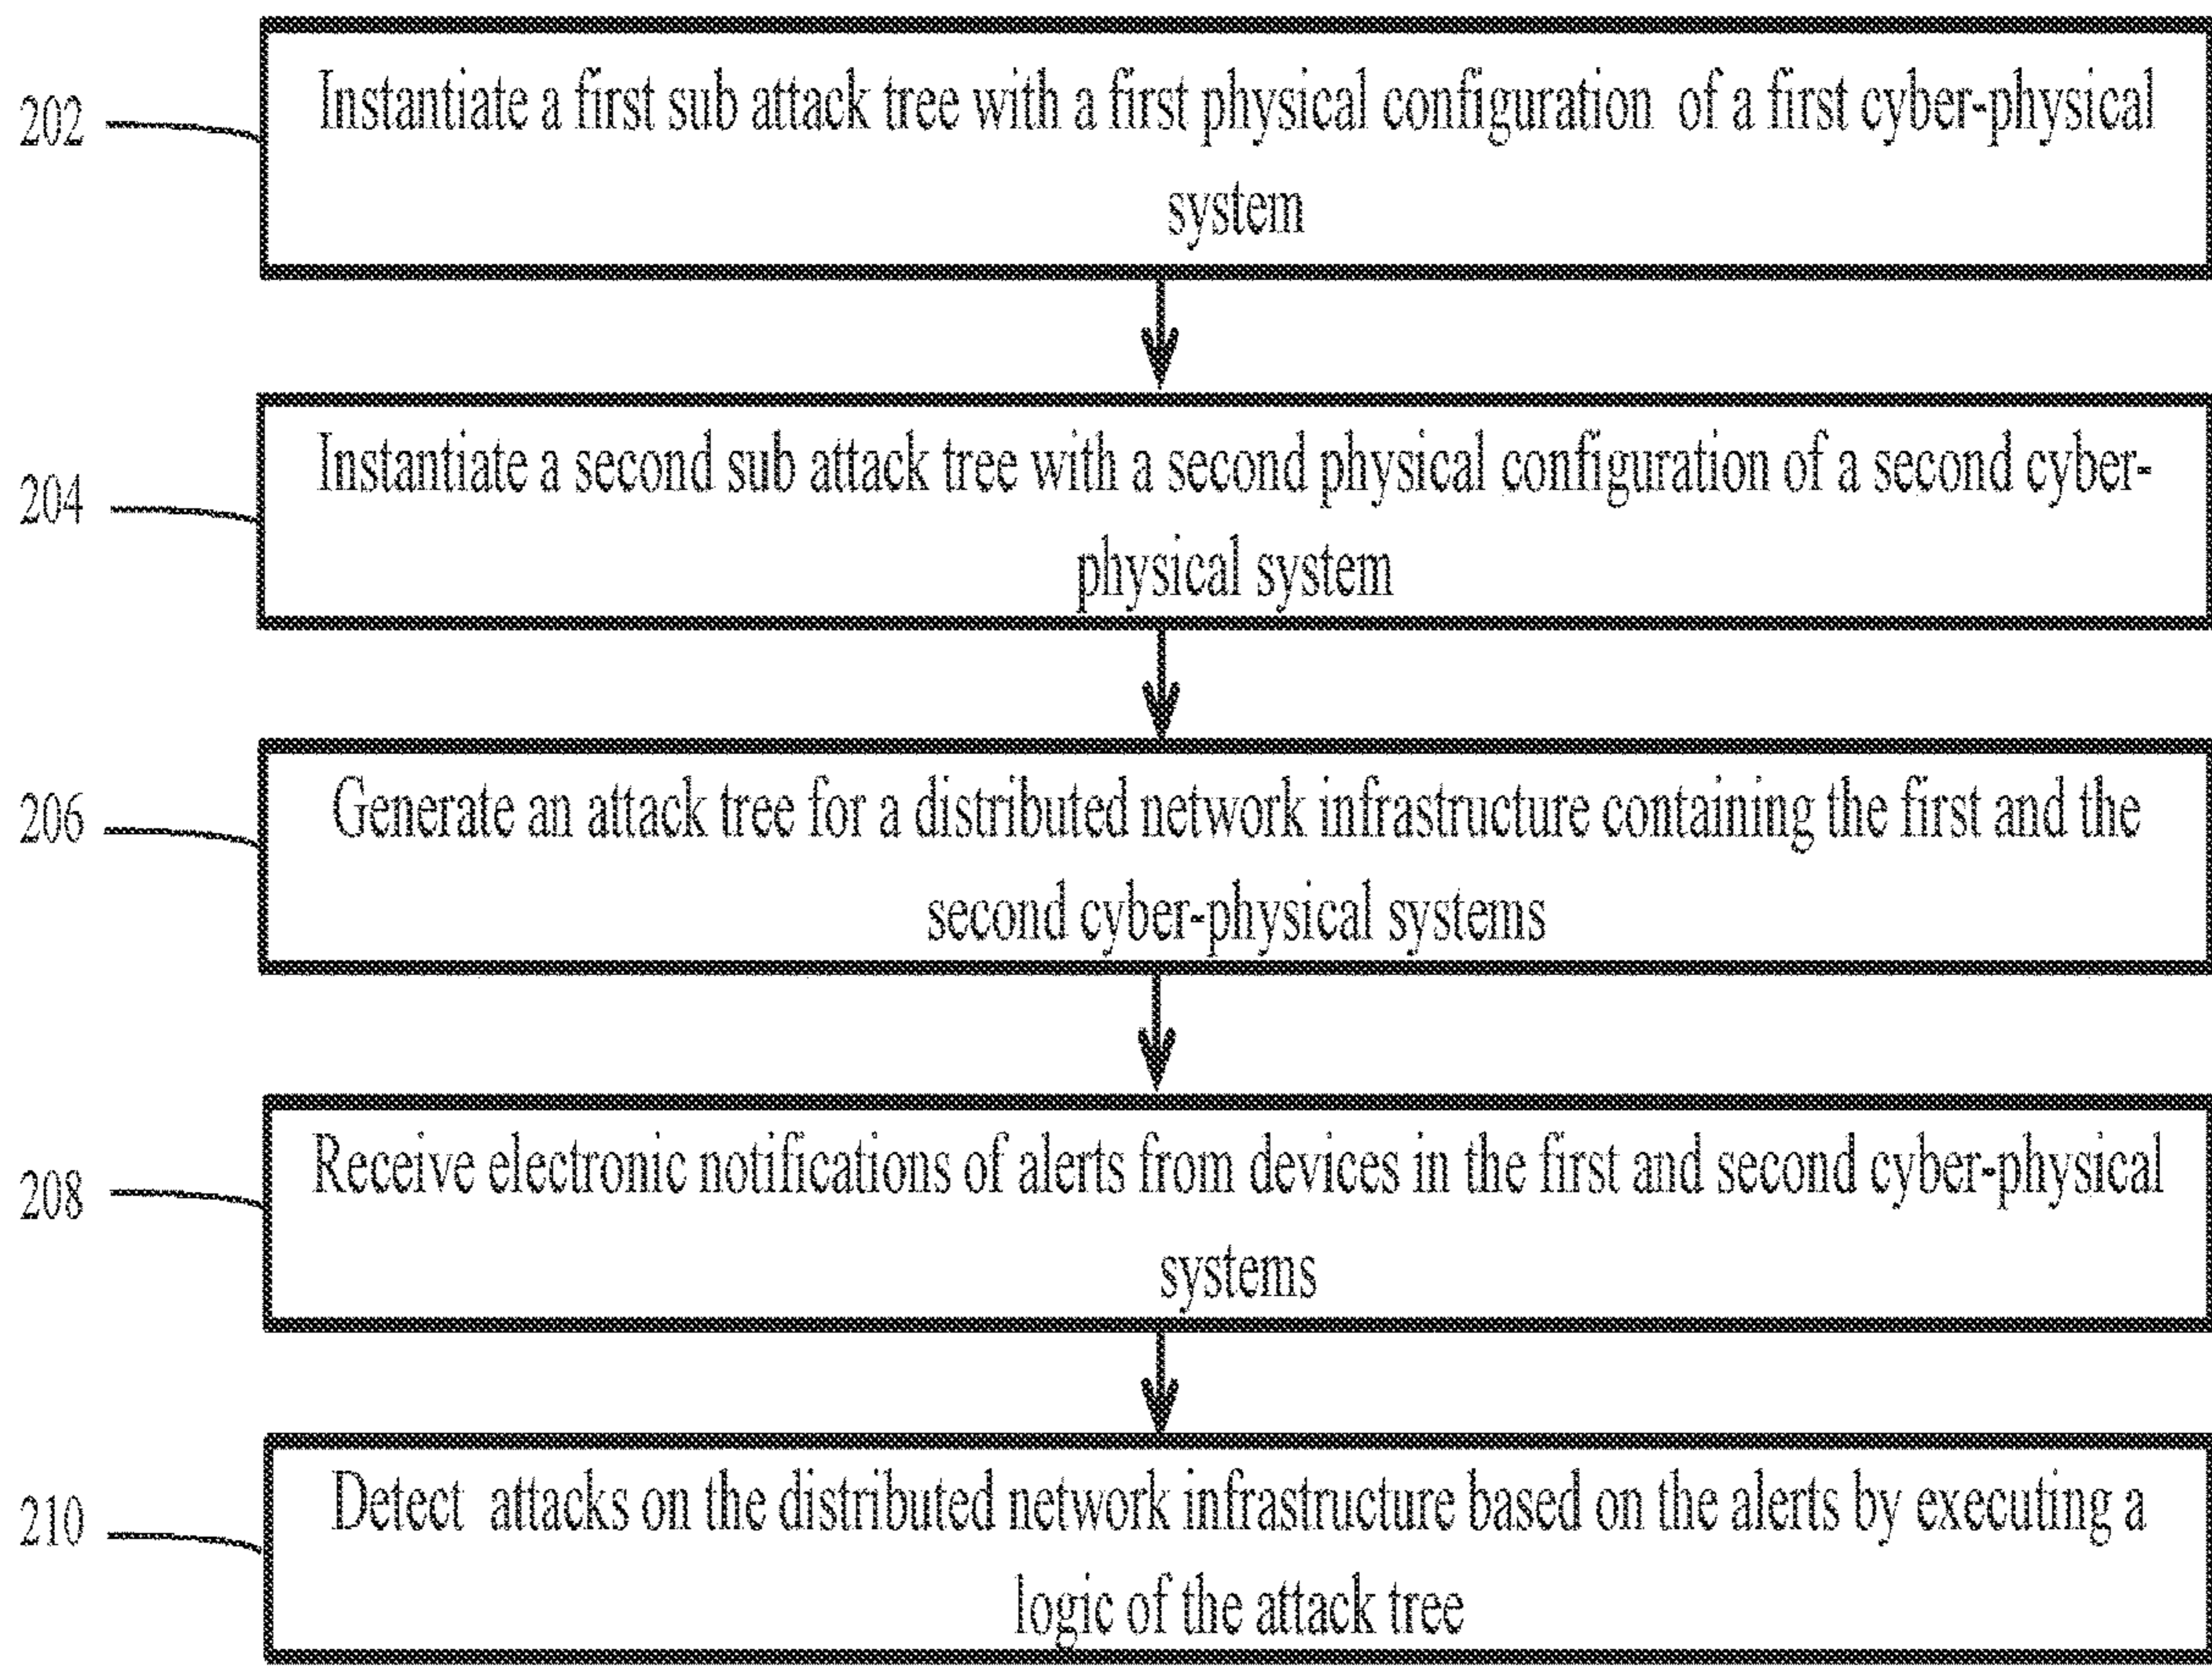 202
Instantiate a first sub attack tree with a first physical configuration of a first cyber-physical
system
204
Instantiate a second sub attack tree with a second physical configuration of a second cyber-
physical system
206
Generate an attack tree for a distributed network infrastructure containing the first and the
second cyber-physical systems
208
Receive electronic notifications of alerts from devices in the first and second cyber-physical
systems
210
Detect attacks on the distributed network infrastructure based on the alerts by executing a
logic of the attack tree